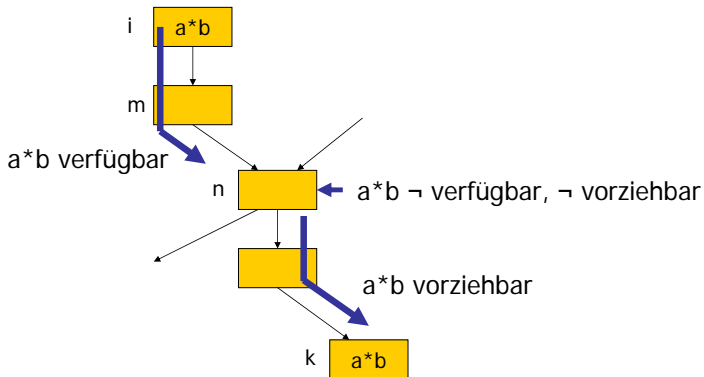 i a*b
m
a*b verfügbar
n a*b ¬ verfügbar, ¬ vorziehbar
a*b vorziehbar
k a*b